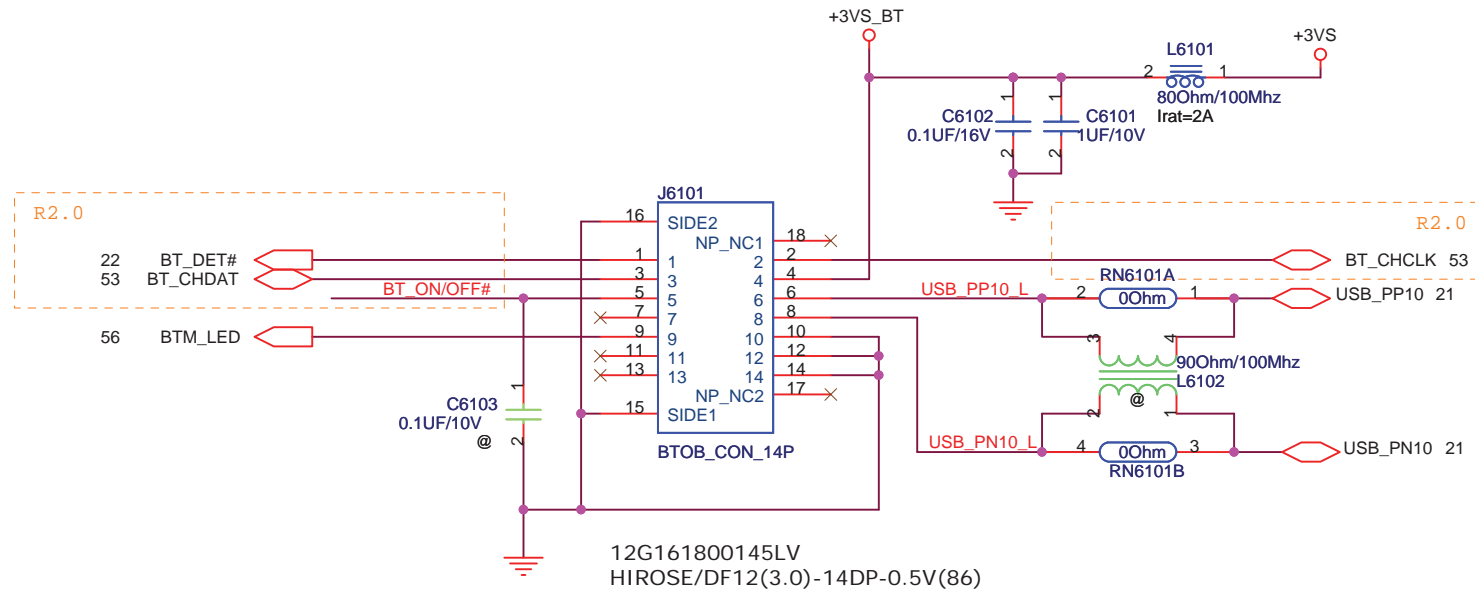 +3VS_BT
+3VS
L6101
2 1
80Ohm/100Mhz
Irat=2A
1 1
C6102 C6101
0.1UF/16V 1UF/10V
2 2
R2.0
J6101
R2.0
16 SIDE2
NP_NC1 18
22 BT_DET# 1 1
2 2 BT_CHCLK 53
53 BT_CHDAT 3 3
4 4
RN6101A
BT_ON/OFF# 5 5
6 6 USB_PP10_L 2 0Ohm 1 USB_PP10 21
7 7
8 8
56 BTM_LED 9 9
10 10
3 4
11 11
12 12
90Ohm/100Mhz
13 13
14 14
L6102
NP_NC2 17
@
1
C6103
0.1UF/10V
@ 2
15 SIDE1
2 1
USB_PN10_L 4 0Ohm 3 USB_PN10 21
RN6101B
BTOB_CON_14P
12G161800145LV
HIROSE/DF12(3.0)-14DP-0.5V(86)